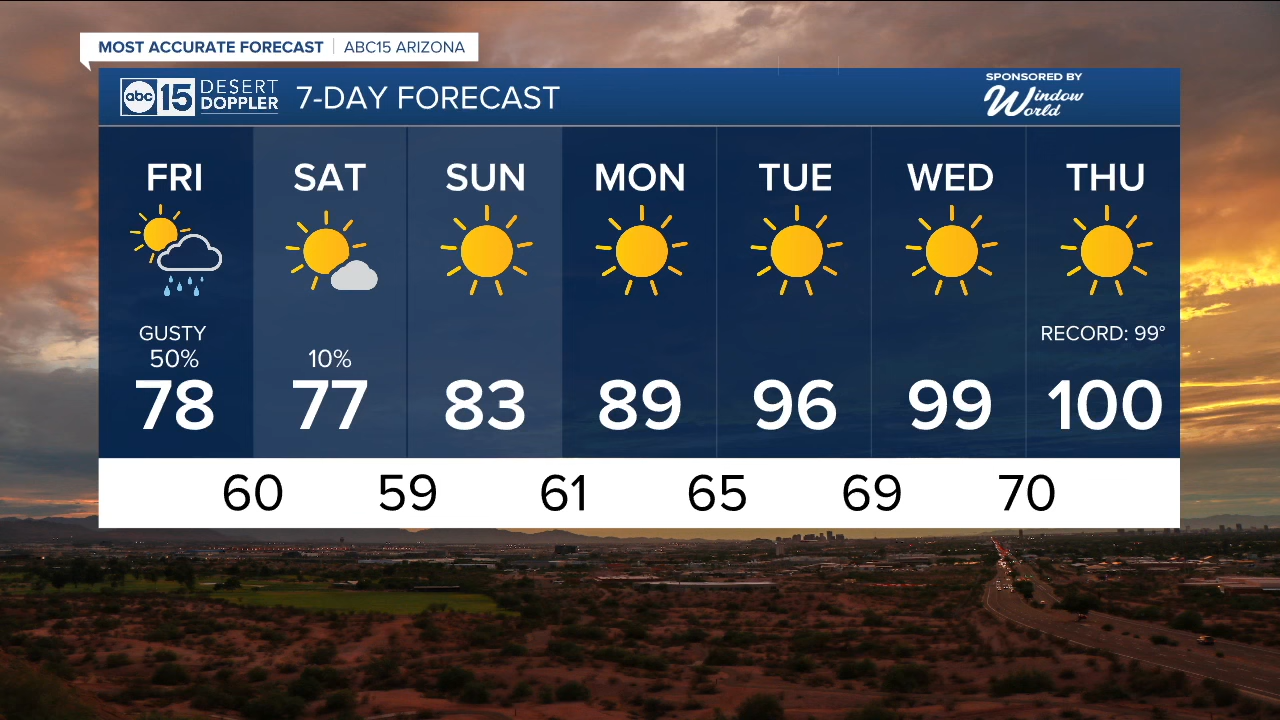 MOST ACCURATE FORECAST | ABC15 ARIZONA
abc 15 DESERT DOPPLER 7-DAY FORECAST
SPONSORED BY
Window World
FRI SAT SUN MON TUE WED THU
GUSTY RECORD: 99°
50% 10%
78 77 83 89 96 99 100
60 59 61 65 69 70